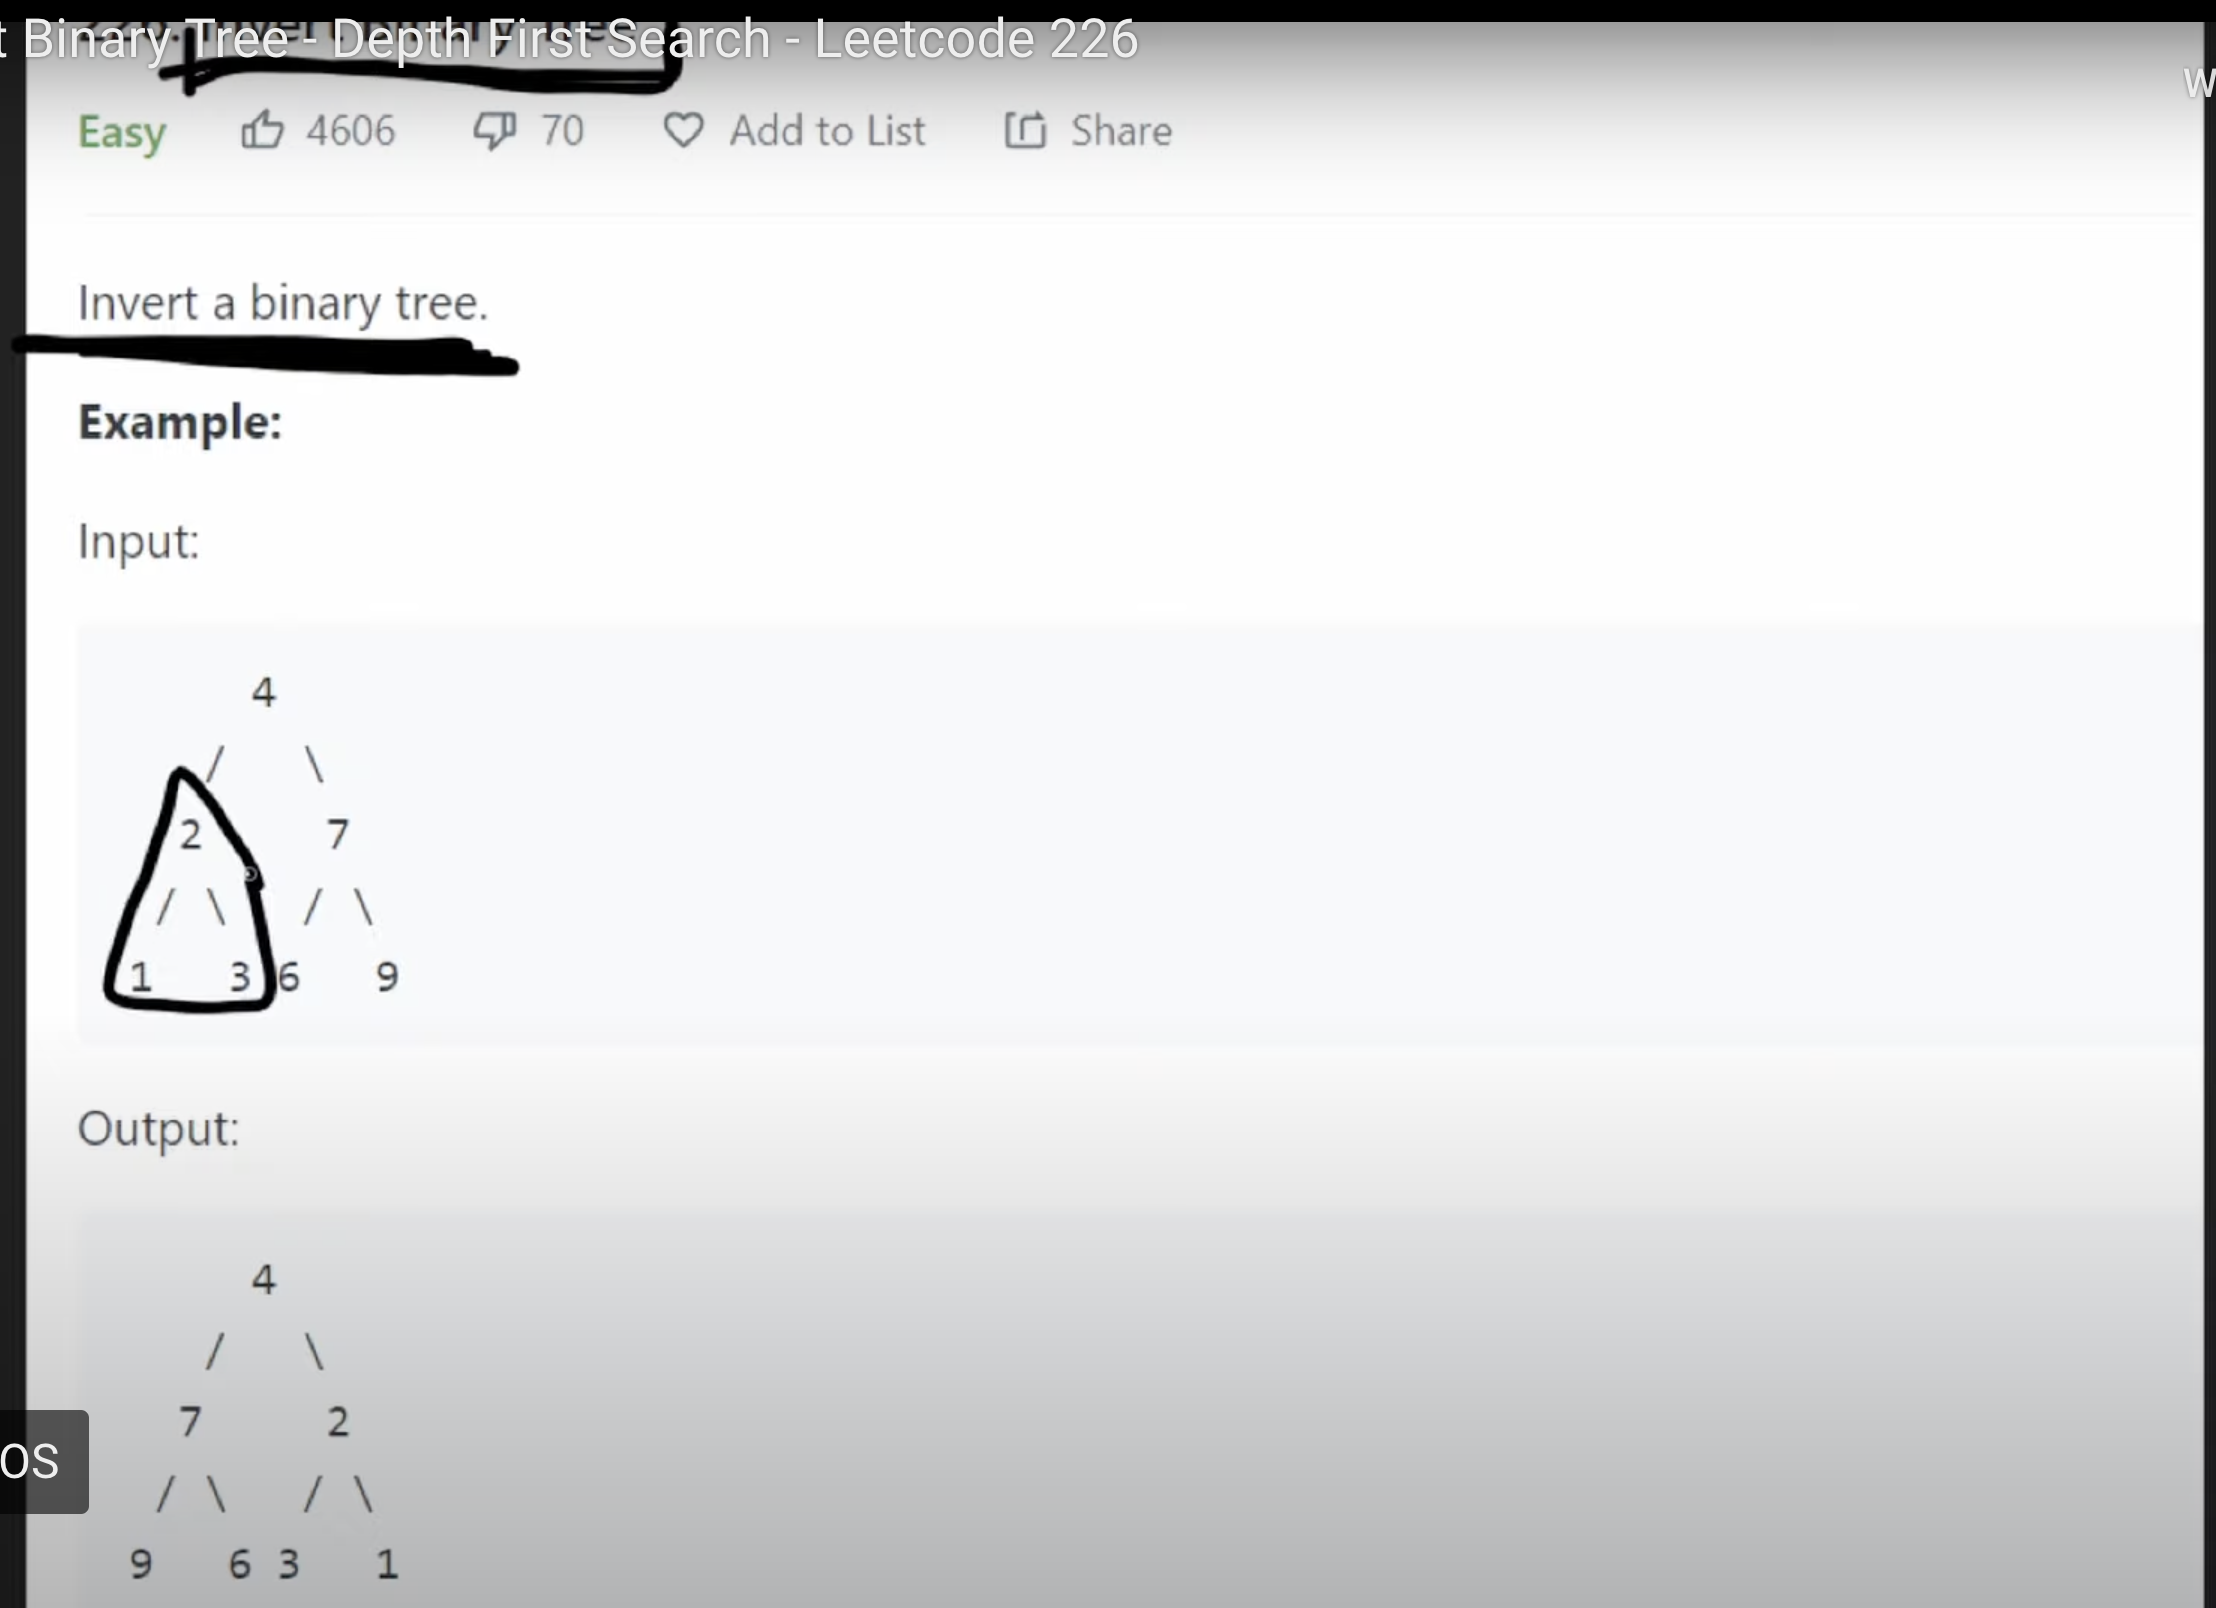 t Binary Tree - Depth First Search - Leetcode 226
W
Easy 4606 70 Add to List Share
Invert a binary tree.
Example:
Input:
4
/ \
2 7
/ \ / \
1 3 6 9
Output:
4
/ \
7 2
/ \ / \
9 6 3 1
OS